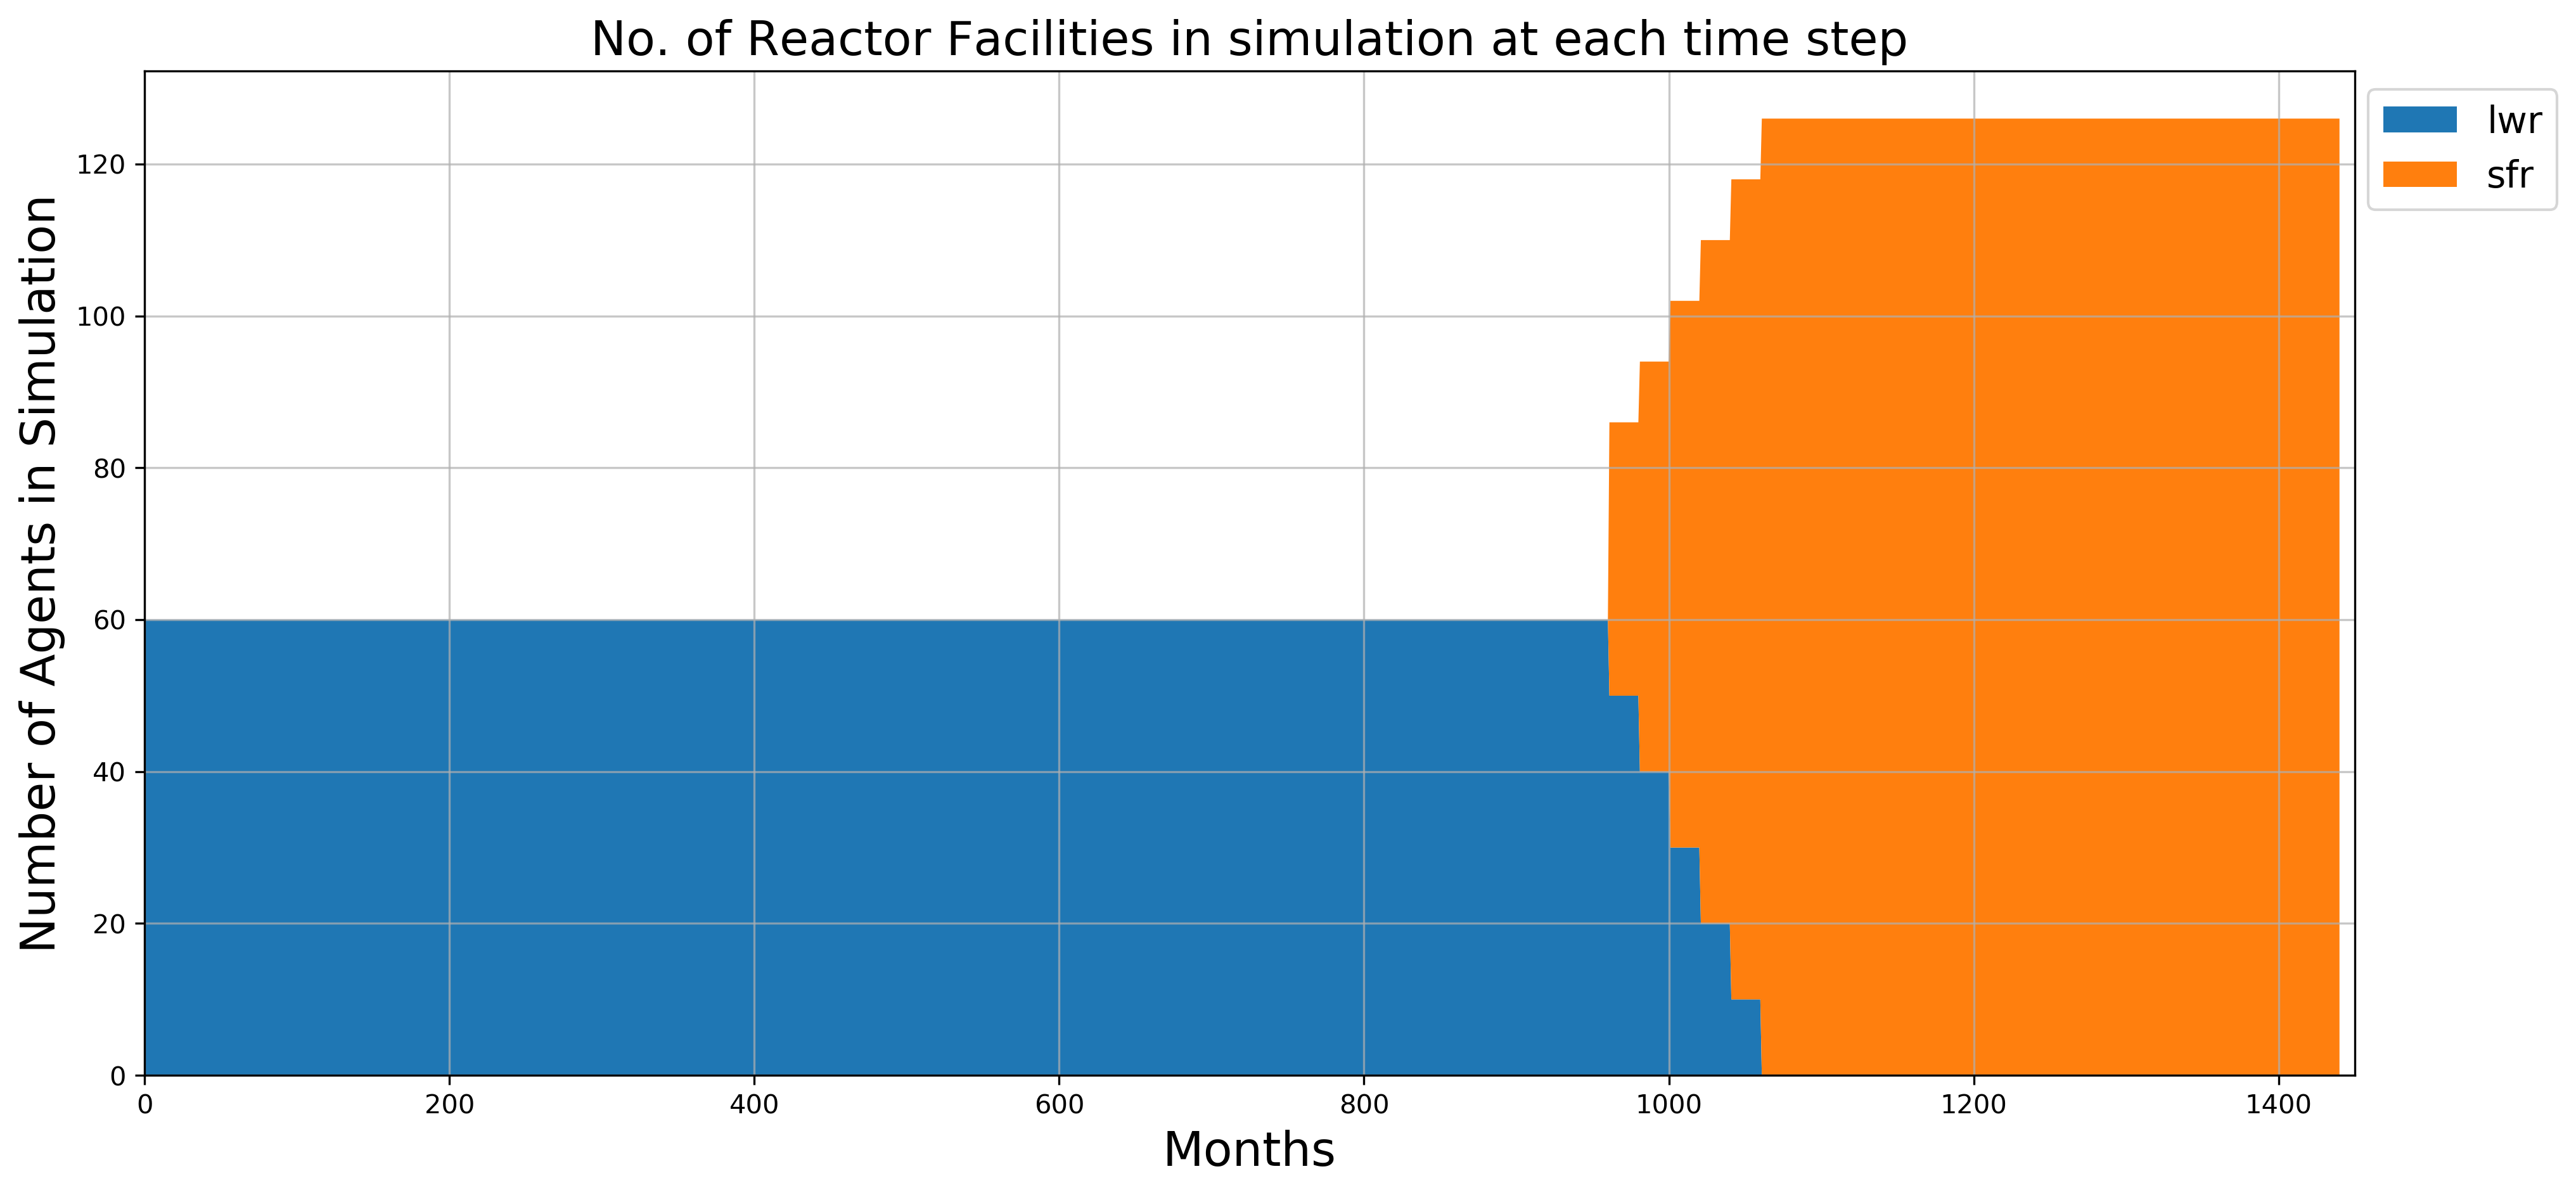 No. of Reactor Facilities in simulation at each time step
lwr
sfr
Number of Agents in Simulation
120
100
80
60
40
20
0
0 200 400 600 800 1000 1200 1400
Months